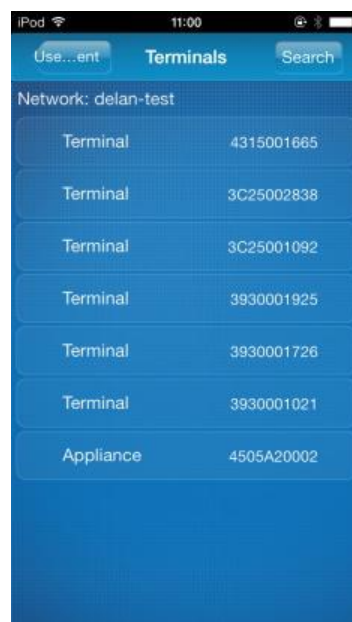 iPod 11:00
Use...ent Terminals Search
Network: delan-test
Terminal 4315001665
Terminal 3C25002838
Terminal 3C25001092
Terminal 3930001925
Terminal 3930001726
Terminal 3930001021
Appliance 4505A20002